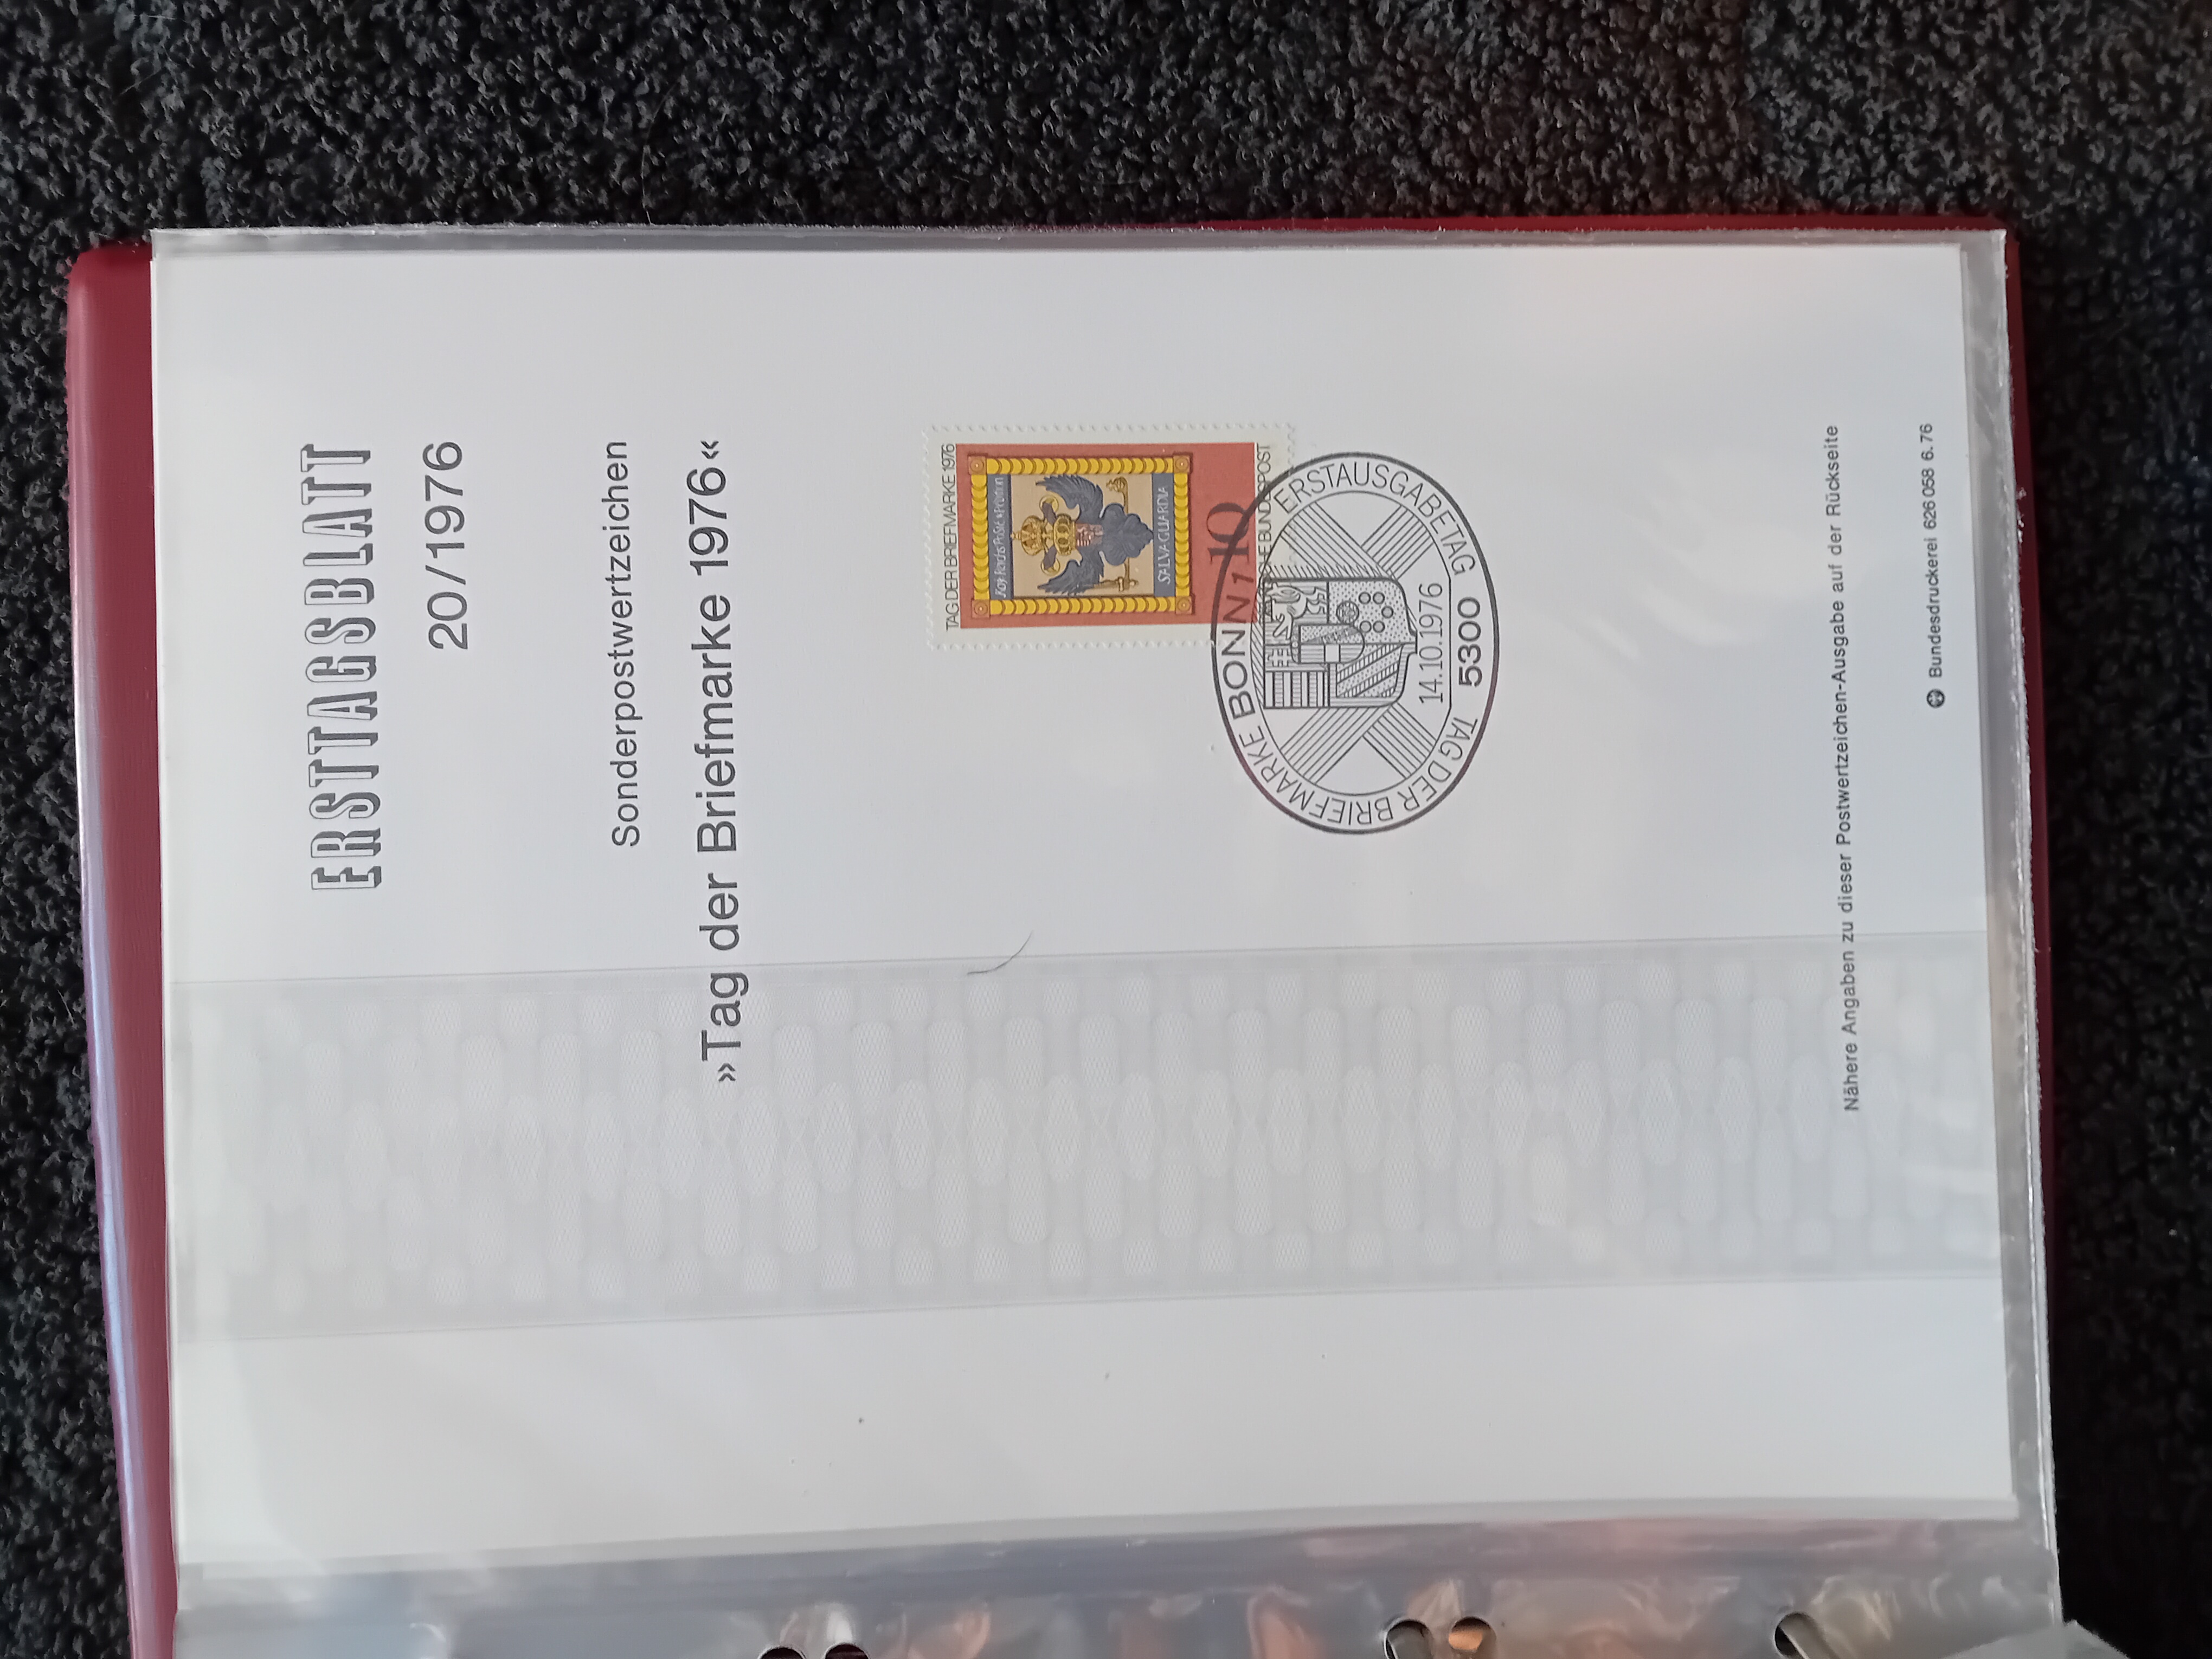 ERSTTAGSBLATT
20/1976
Sonderpostwertzeichen
»Tag der Briefmarke 1976«
TAG DER BRIEFMARKE 1976
SALVA GUARDIA
10
BUNDESPOST
ERSTAUSGABETAG
TAG DER BRIEFMARKE BONN 1
14.10.1976
5300
Nähere Angaben zu dieser Postwertzeichen-Ausgabe auf der Rückseite
Bundesdruckerei 626 058 6.76